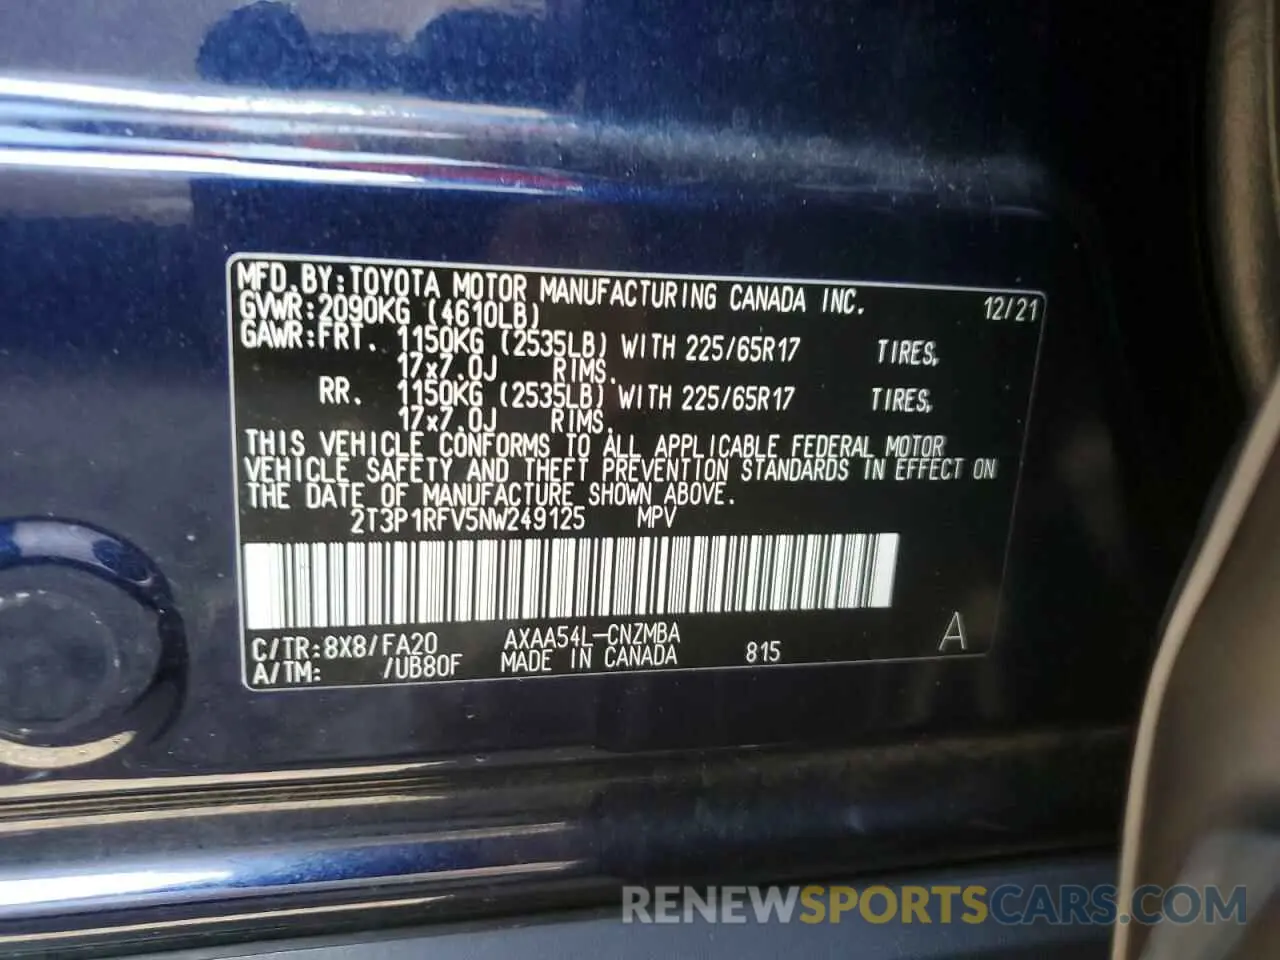 MFD.BY:TOYOTA MOTOR MANUFACTURING CANADA INC. 12/21
GVWR:2090KG (4610LB)
GAWR:FRT. 1150KG (2535LB) WITH 225/65R17 TIRES,
17x7.0J RIMS,
RR. 1150KG (2535LB) WITH 225/65R17 TIRES,
17x7.0J RIMS,
THIS VEHICLE CONFORMS TO ALL APPLICABLE FEDERAL MOTOR
VEHICLE SAFETY AND THEFT PREVENTION STANDARDS IN EFFECT ON
THE DATE OF MANUFACTURE SHOWN ABOVE.
2T3P1RFV5NW249125 MPV
C/TR:8X8/FA20 AXAA54L-CNZMBA
A/TM: /UB80F MADE IN CANADA 815 A
RENEWSPORTSCARS.COM